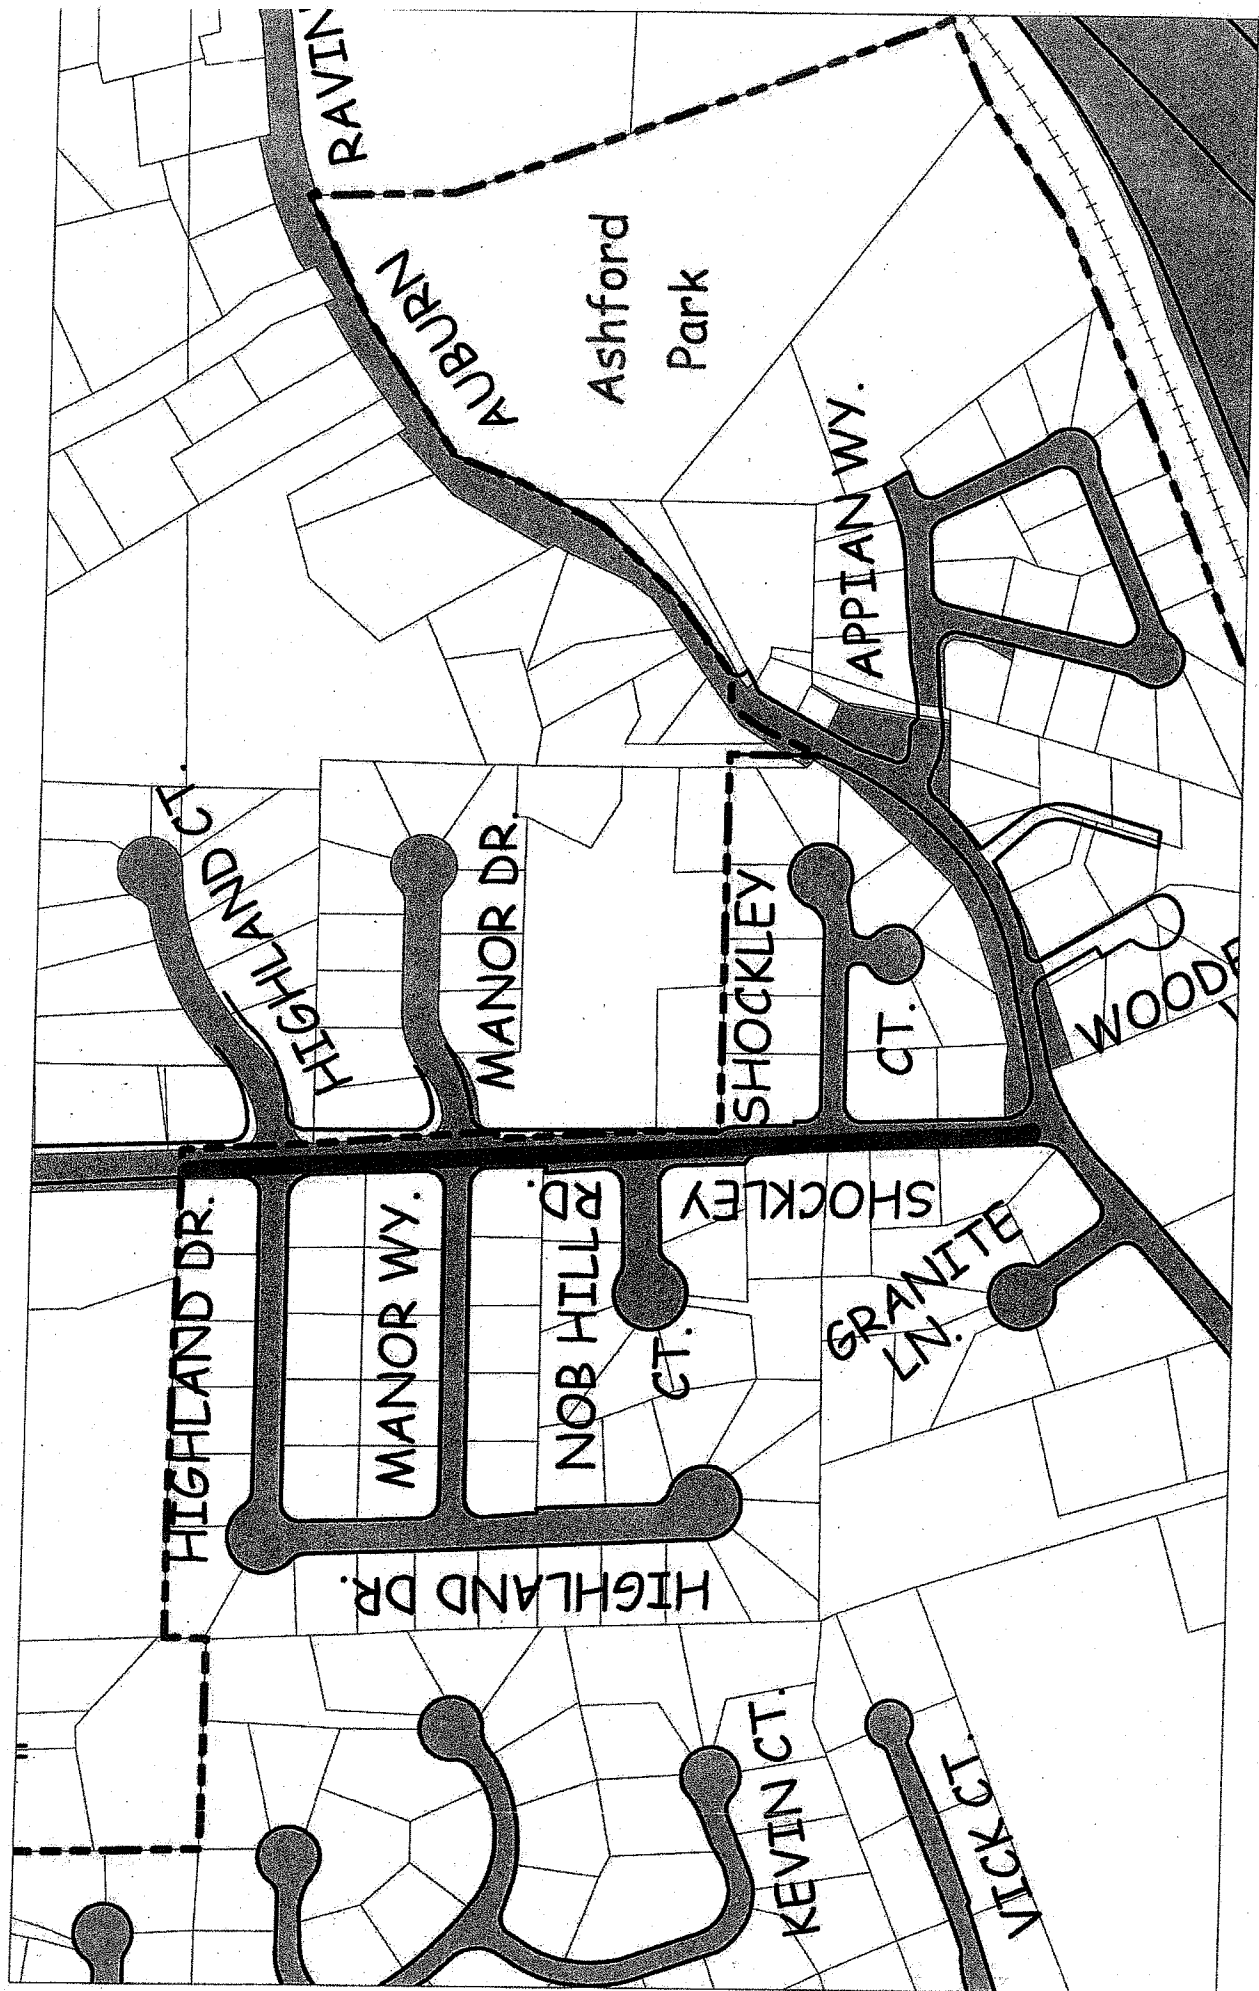 RAVIN
AUBURN
Ashford
Park
APPIAN WY.
HIGHLAND CT.
MANOR DR.
SHOCKLEY
CT.
WOOD
HIGHLAND DR.
MANOR WY.
NOB HILL
CT.
SHOCKLEY
RD.
GRANITE
LN.
HIGHLAND DR.
KEVIN CT.
VICK CT.